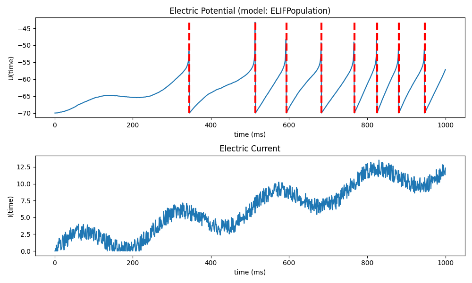 Electric Potential (model: ELIFPopulation)
-45
-50
-55
-60
-65
-70
u(time)
0 200 400 600 800 1000
time (ms)
Electric Current
12.5
10.0
7.5
5.0
2.5
0.0
I(time)
0 200 400 600 800 1000
time (ms)